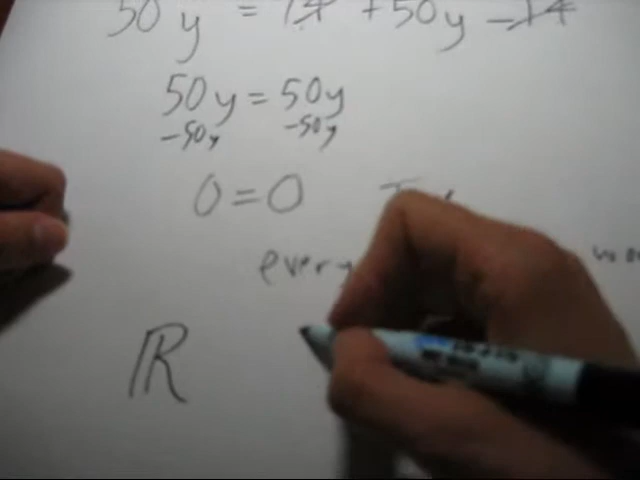 50y = 14 + 50y - 14
50y = 50y
-50y -50y
0 = 0
every
ℝ